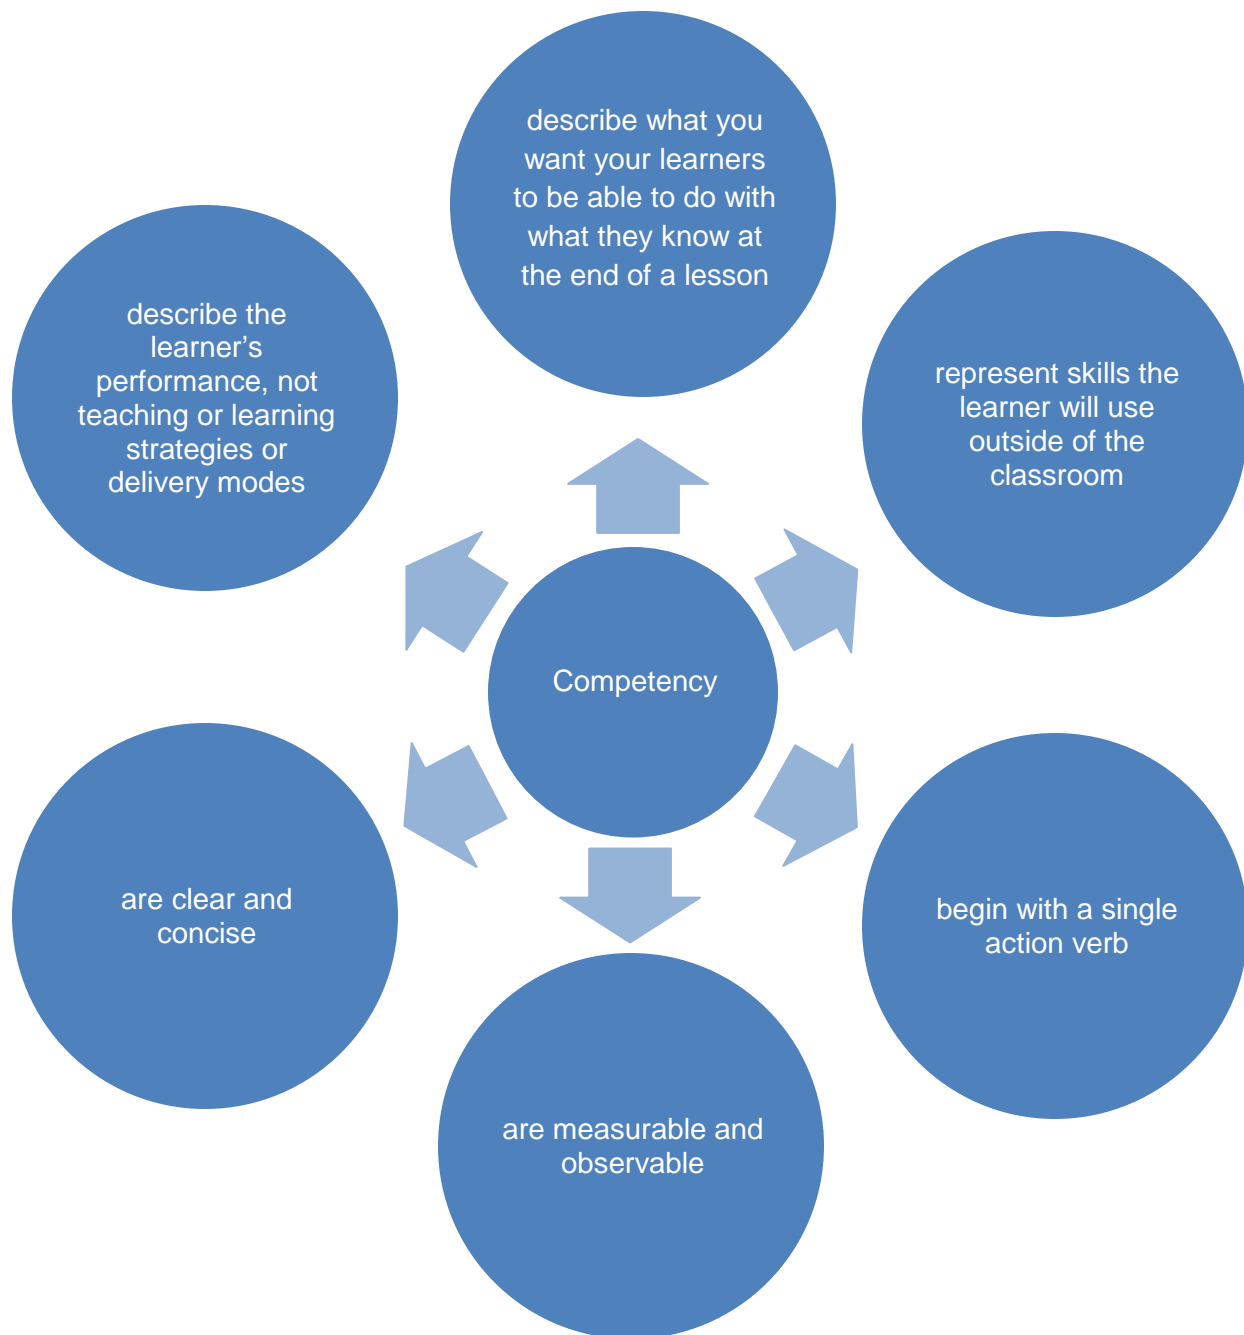 describe what you
want your learners
to be able to do with
what they know at
the end of a lesson
represent skills the
learner will use
outside of the
classroom
begin with a single
action verb
are measurable and
observable
are clear and
concise
describe the
learner’s
performance, not
teaching or learning
strategies or
delivery modes
Competency